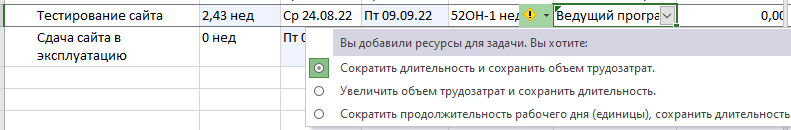 Тестирование сайта 2,43 нед Ср 24.08.22 Пт 09.09.22 52ОН-1 нед Ведущий програ 0,00
Сдача сайта в эксплуатацию 0 нед Пт 0
Вы добавили ресурсы для задачи. Вы хотите:
Сократить длительность и сохранить объем трудозатрат.
Увеличить объем трудозатрат и сохранить длительность.
Сократить продолжительность рабочего дня (единицы), сохранить длительность